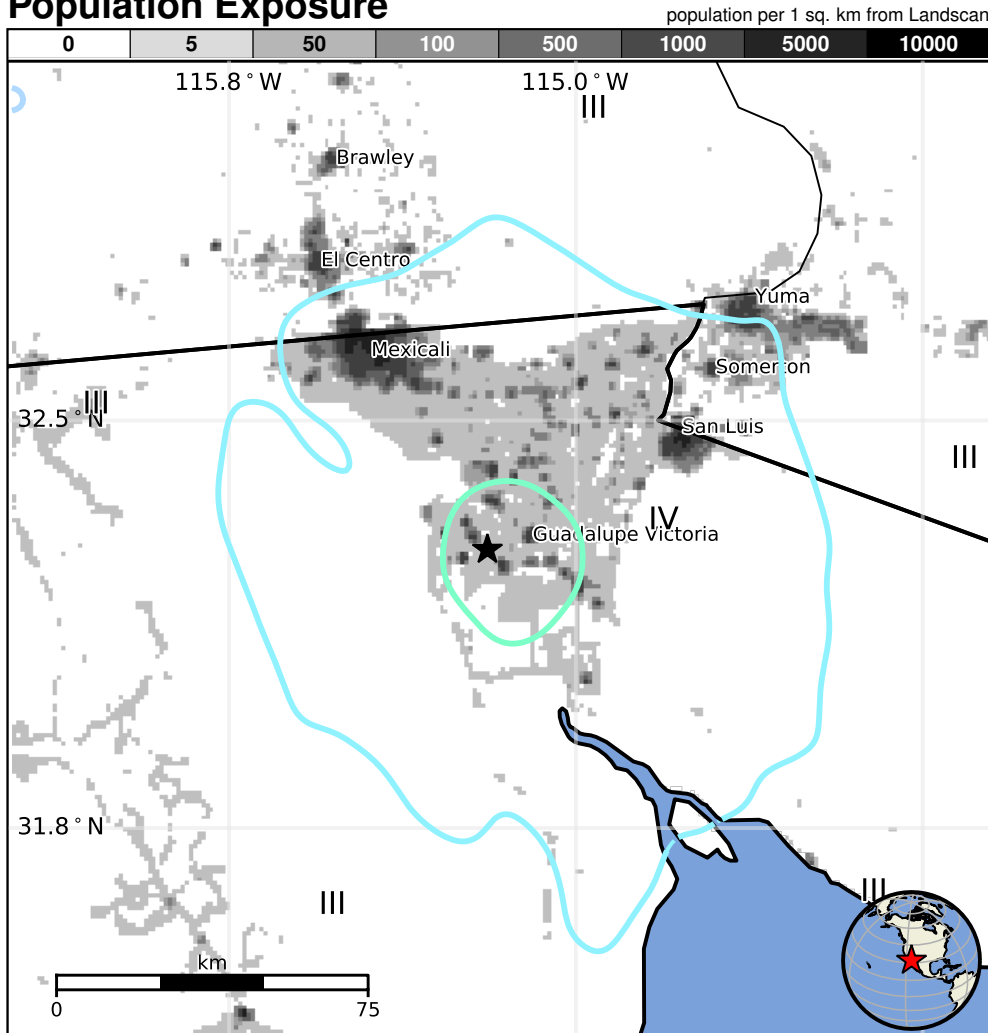 Population Exposure
population per 1 sq. km from Landscan
0 5 50 100 500 1000 5000 10000
115.8°W 115.0°W
III
Brawley
El Centro
Yuma
Mexicali
Somerton
III
32.5°N
San Luis
III
IV
Guadalupe Victoria
31.8°N
III
III
km
0 75